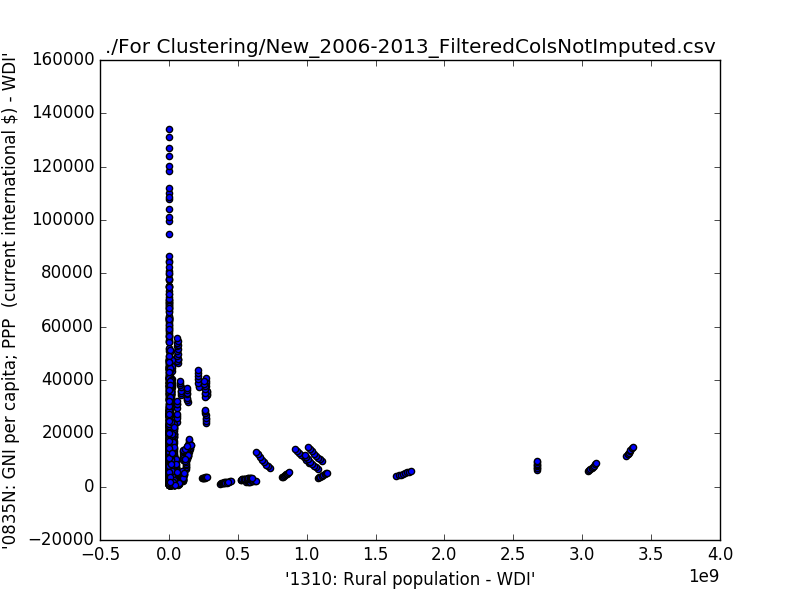 ./For Clustering/New_2006-2013_FilteredColsNotImputed.csv
160000
140000
120000
100000
80000
60000
40000
20000
0
−20000
−0.5 0.0 0.5 1.0 1.5 2.0 2.5 3.0 3.5 4.0
1e9
'1310: Rural population - WDI'
'0835N: GNI per capita; PPP  (current international $) - WDI'